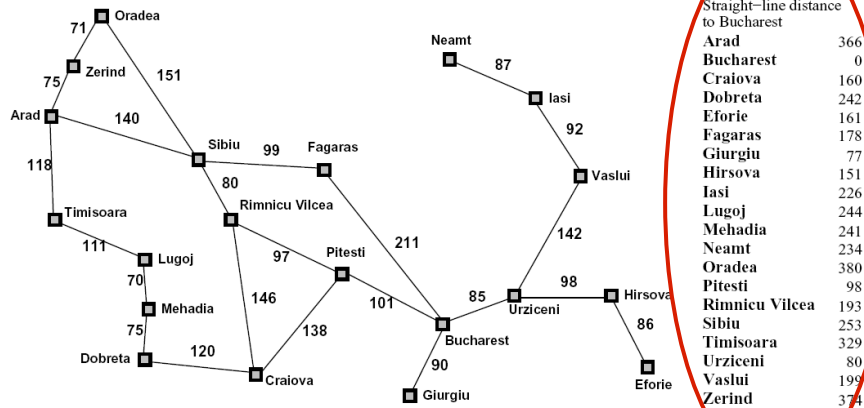 Straight−line distance
to Bucharest
Arad 366
Bucharest 0
Craiova 160
Dobreta 242
Eforie 161
Fagaras 178
Giurgiu 77
Hirsova 151
Iasi 226
Lugoj 244
Mehadia 241
Neamt 234
Oradea 380
Pitesti 98
Rimnicu Vilcea 193
Sibiu 253
Timisoara 329
Urziceni 80
Vaslui 199
Zerind 374
Oradea
71
Neamt
87
Zerind
151
75
Iasi
Arad
140
92
Sibiu
99
Fagaras
118
80
Vaslui
Timisoara
Rimnicu Vilcea
111
211
142
Lugoj
97
Pitesti
70
98
Hirsova
146
101
85
Urziceni
Mehadia
138
86
75
Bucharest
120
90
Dobreta
Craiova
Eforie
Giurgiu